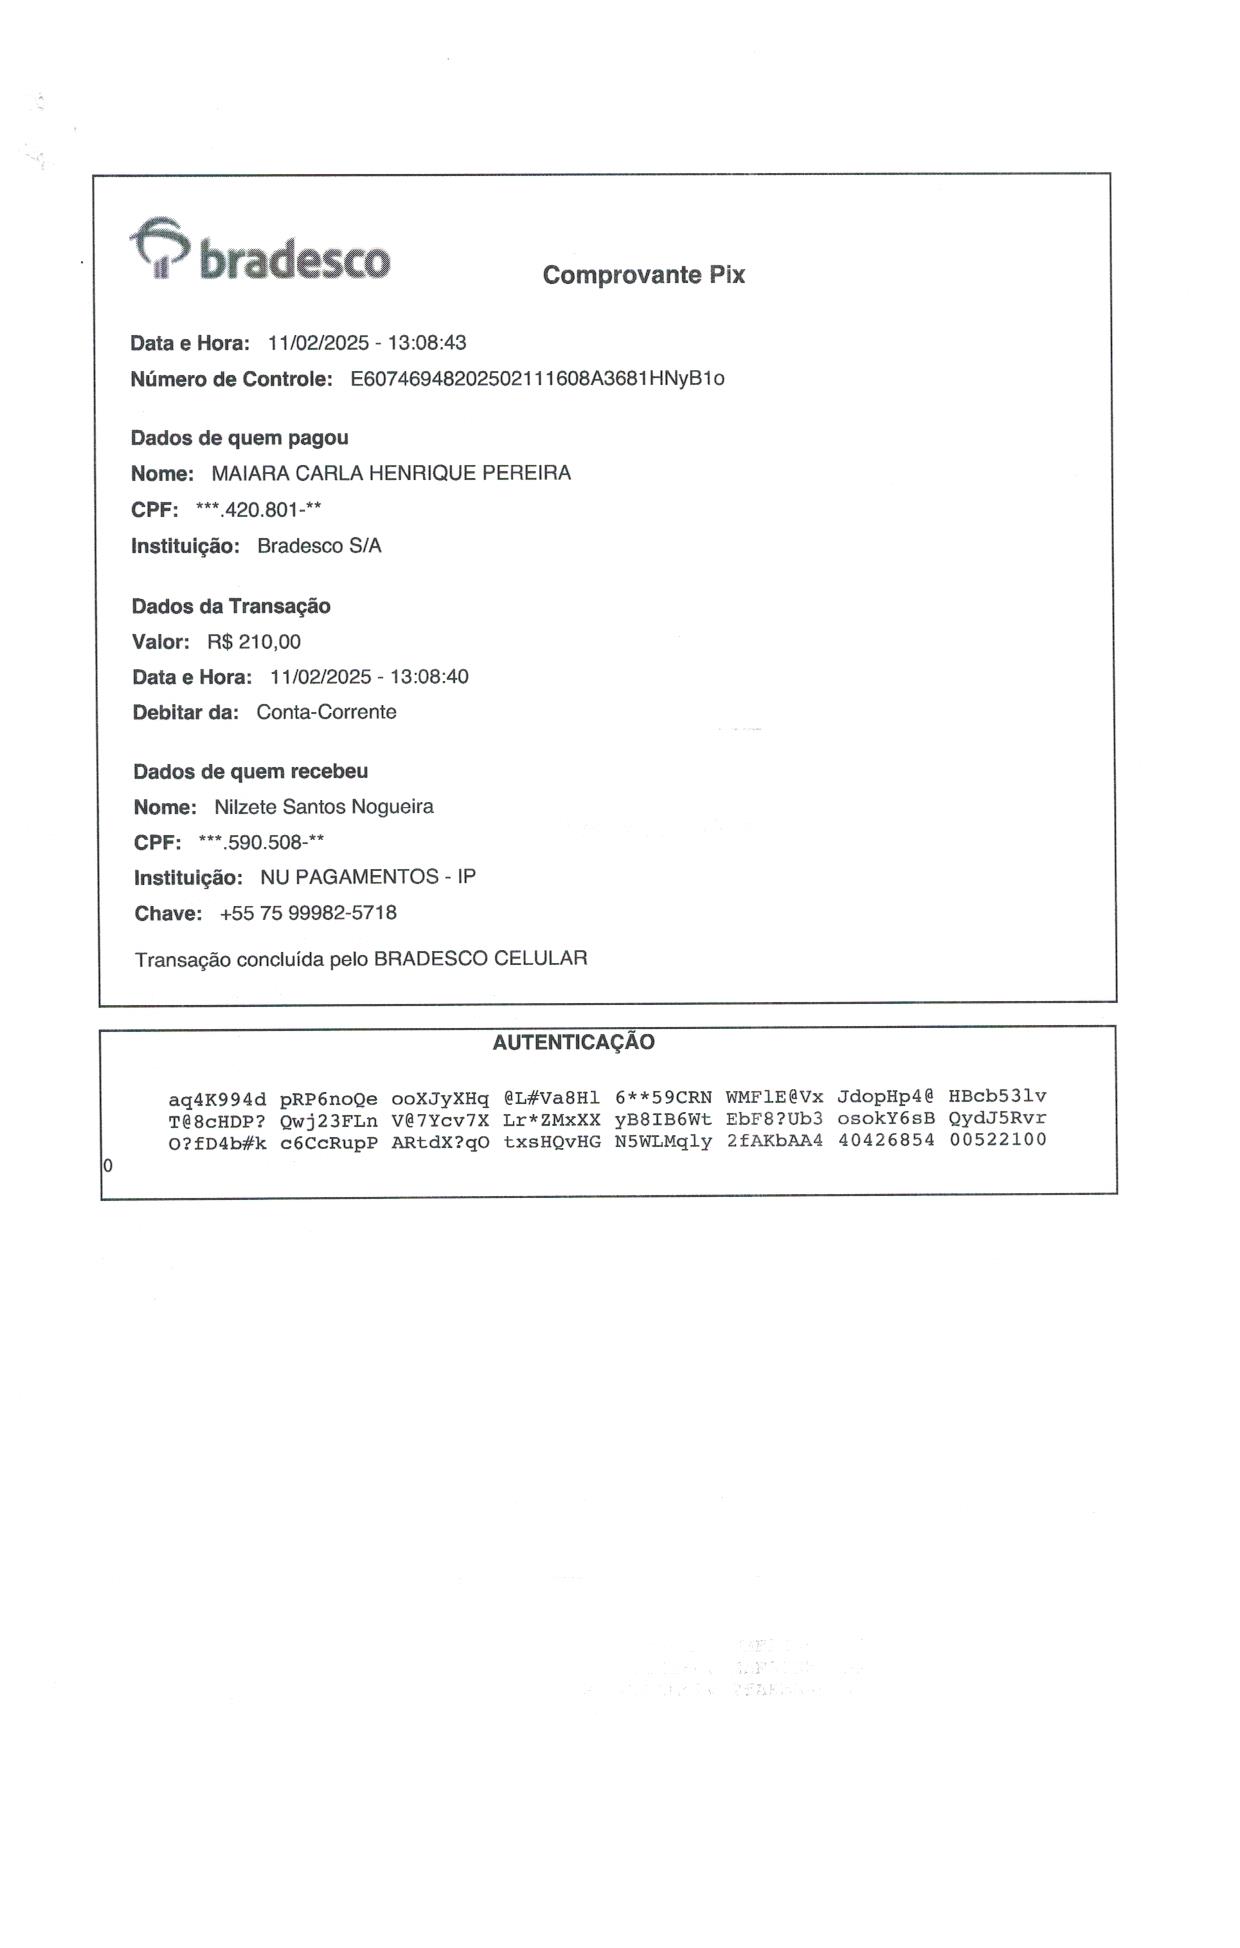 bradesco
Comprovante Pix
Data e Hora: 11/02/2025 - 13:08:43
Número de Controle: E60746948202502111608A3681HNyB1o
Dados de quem pagou
Nome: MAIARA CARLA HENRIQUE PEREIRA
CPF: ***.420.801-**
Instituição: Bradesco S/A
Dados da Transação
Valor: R$ 210,00
Data e Hora: 11/02/2025 - 13:08:40
Debitar da: Conta-Corrente
Dados de quem recebeu
Nome: Nilzete Santos Nogueira
CPF: ***.590.508-**
Instituição: NU PAGAMENTOS - IP
Chave: +55 75 99982-5718
Transação concluída pelo BRADESCO CELULAR
AUTENTICAÇÃO
aq4K994d pRP6noQe ooXJyXHq @L#Va8Hl 6**59CRN WMFlE@Vx JdopHp4@ HBcb53lv
T@8cHDP? Qwj23FLn V@7Ycv7X Lr*ZMxXX yB8IB6Wt EbF8?Ub3 osokY6sB QydJ5Rvr
O?fD4b#k c6CcRupP ARtdX?qO txsHQvHG N5WLMqly 2fAKbAA4 40426854 00522100
0